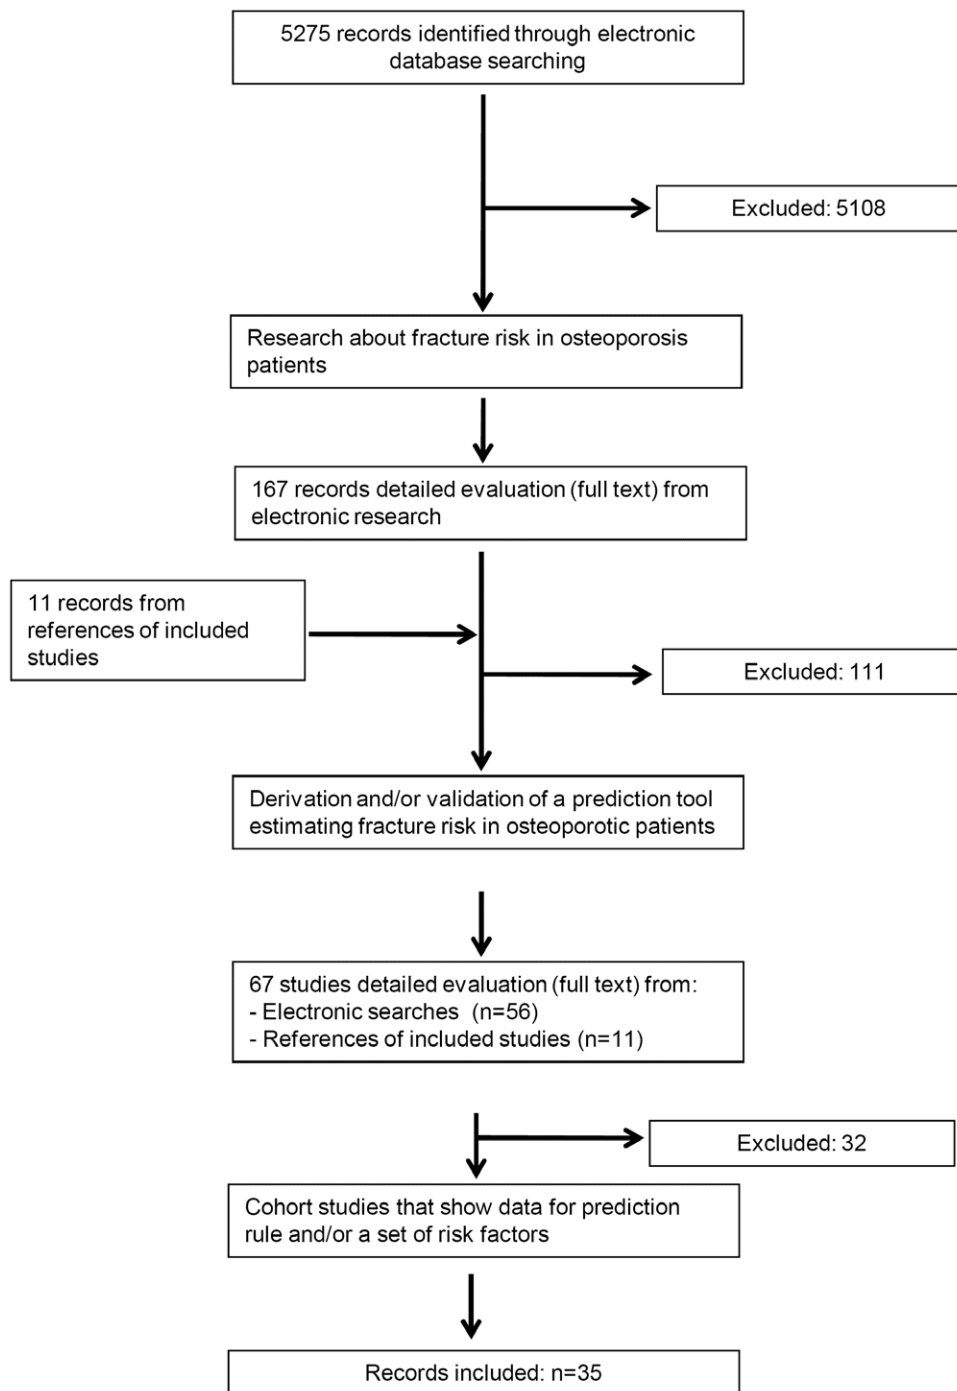 5275 records identified through electronic
database searching
Excluded: 5108
Research about fracture risk in osteoporosis
patients
167 records detailed evaluation (full text) from
electronic research
11 records from
references of included
studies
Excluded: 111
Derivation and/or validation of a prediction tool
estimating fracture risk in osteoporotic patients
67 studies detailed evaluation (full text) from:
- Electronic searches (n=56)
- References of included studies (n=11)
Excluded: 32
Cohort studies that show data for prediction
rule and/or a set of risk factors
Records included: n=35